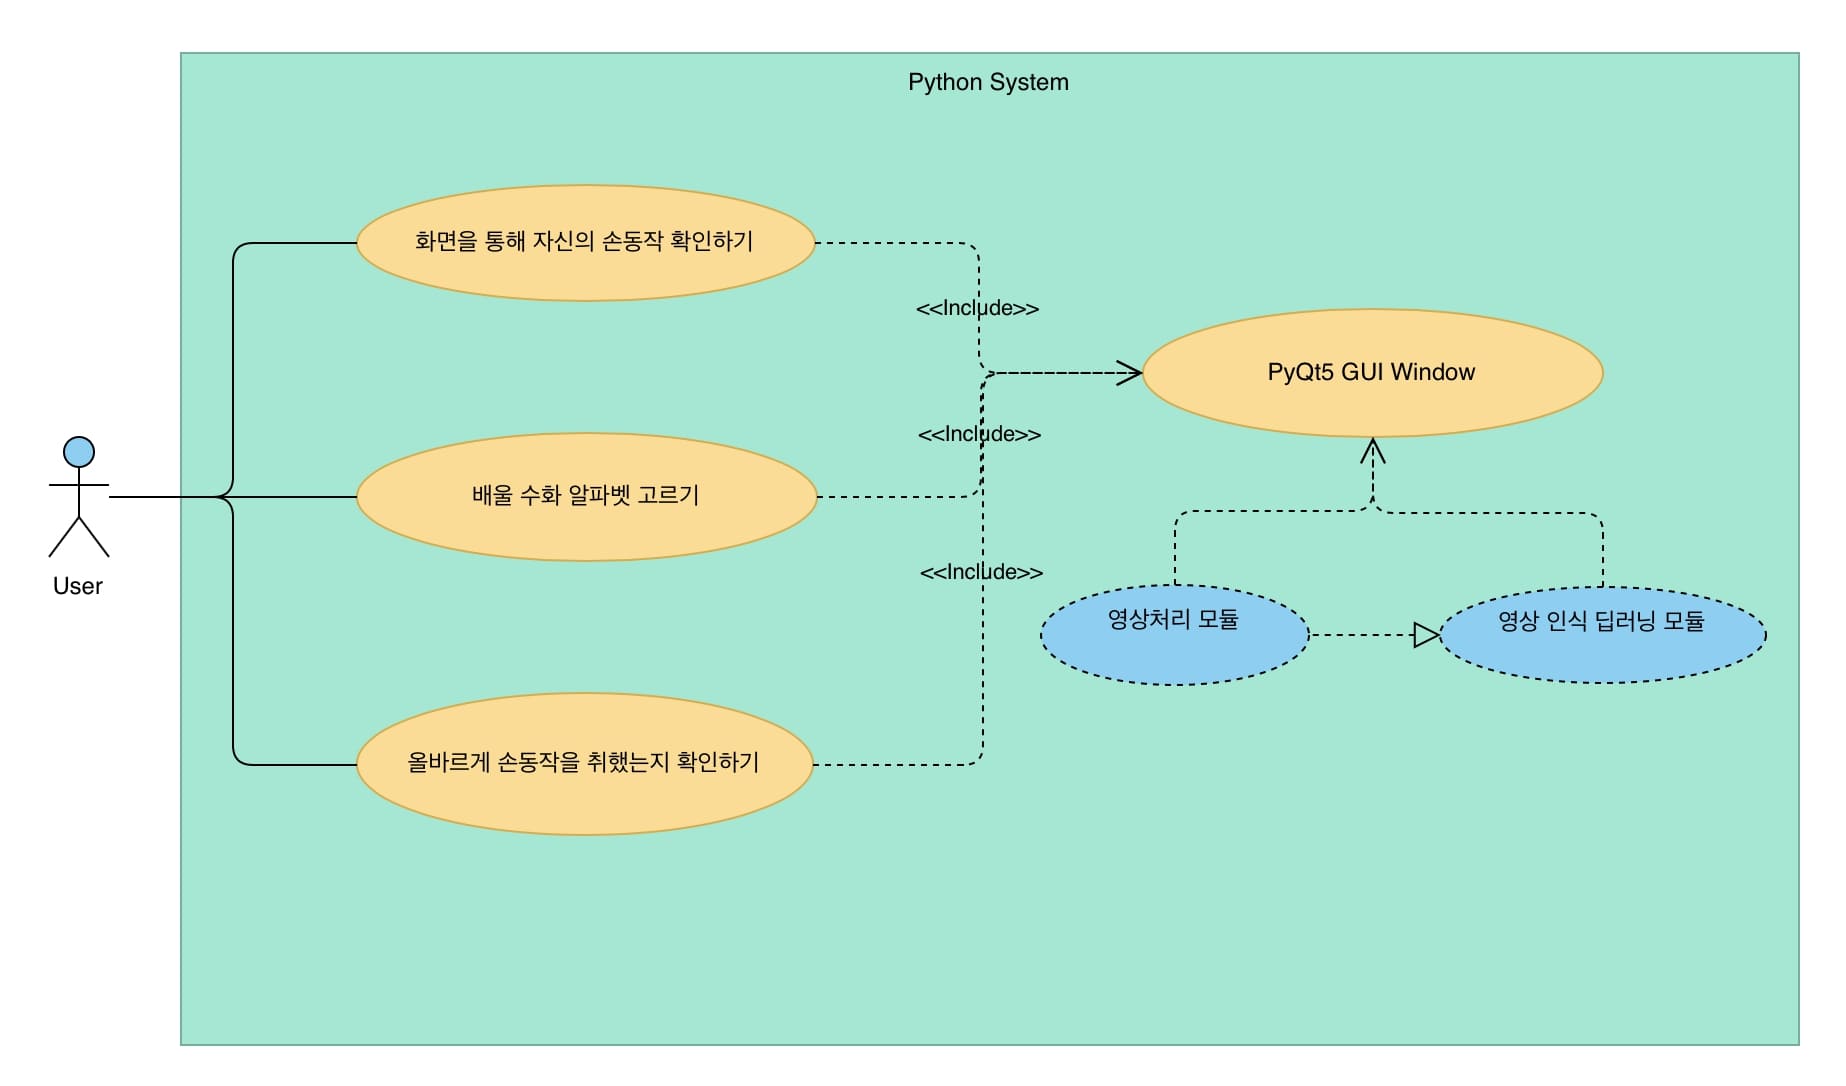 Python System
화면을 통해 자신의 손동작 확인하기
<<Include>>
PyQt5 GUI Window
<<Include>>
배울 수화 알파벳 고르기
User
<<Include>>
영상처리 모듈
영상 인식 딥러닝 모듈
올바르게 손동작을 취했는지 확인하기